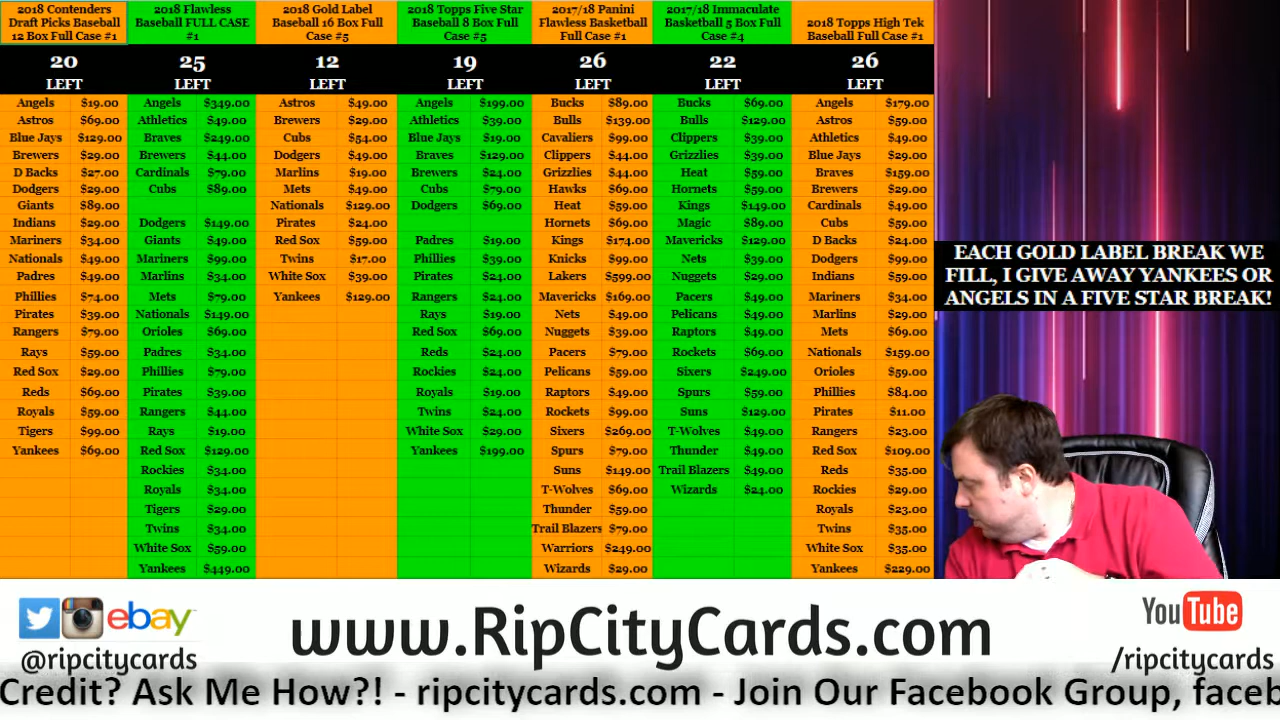 2018 Contenders
Draft Picks Baseball
12 Box Full Case #1
20
LEFT
Angels $19.00
Astros $69.00
Blue Jays $129.00
Brewers $29.00
D Backs $27.00
Dodgers $29.00
Giants $89.00
Indians $29.00
Mariners $34.00
Nationals $49.00
Padres $49.00
Phillies $74.00
Pirates $39.00
Rangers $79.00
Rays $59.00
Red Sox $29.00
Reds $69.00
Royals $59.00
Tigers $99.00
Yankees $69.00
2018 Flawless
Baseball FULL CASE
#1
25
LEFT
Angels $349.00
Athletics $49.00
Braves $249.00
Brewers $44.00
Cardinals $79.00
Cubs $89.00
Dodgers $149.00
Giants $49.00
Mariners $99.00
Marlins $34.00
Mets $79.00
Nationals $149.00
Orioles $69.00
Padres $34.00
Phillies $79.00
Pirates $39.00
Rangers $44.00
Rays $19.00
Red Sox $129.00
Rockies $34.00
Royals $34.00
Tigers $29.00
Twins $34.00
White Sox $59.00
Yankees $449.00
2018 Gold Label
Baseball 16 Box Full
Case #5
12
LEFT
Astros $49.00
Brewers $29.00
Cubs $54.00
Dodgers $49.00
Marlins $19.00
Mets $49.00
Nationals $129.00
Pirates $24.00
Red Sox $59.00
Twins $17.00
White Sox $39.00
Yankees $129.00
2018 Topps Five Star
Baseball 8 Box Full
Case #5
19
LEFT
Angels $199.00
Athletics $39.00
Blue Jays $19.00
Braves $129.00
Brewers $24.00
Cubs $79.00
Dodgers $69.00
Padres $19.00
Phillies $39.00
Pirates $24.00
Rangers $24.00
Rays $19.00
Red Sox $69.00
Reds $24.00
Rockies $24.00
Royals $19.00
Twins $24.00
White Sox $29.00
Yankees $199.00
2017/18 Panini
Flawless Basketball
Full Case #1
26
LEFT
Bucks $89.00
Bulls $139.00
Cavaliers $99.00
Clippers $44.00
Grizzlies $44.00
Hawks $69.00
Heat $59.00
Hornets $69.00
Kings $174.00
Knicks $99.00
Lakers $599.00
Mavericks $169.00
Nets $49.00
Nuggets $39.00
Pacers $79.00
Pelicans $59.00
Raptors $49.00
Rockets $99.00
Sixers $269.00
Spurs $79.00
Suns $149.00
T-Wolves $69.00
Thunder $59.00
Trail Blazers $79.00
Warriors $249.00
Wizards $29.00
2017/18 Immaculate
Basketball 5 Box Full
Case #4
22
LEFT
Bucks $69.00
Bulls $129.00
Clippers $39.00
Grizzlies $39.00
Heat $59.00
Hornets $59.00
Kings $149.00
Magic $89.00
Mavericks $129.00
Nets $39.00
Nuggets $29.00
Pacers $49.00
Pelicans $49.00
Raptors $49.00
Rockets $69.00
Sixers $249.00
Spurs $59.00
Suns $129.00
T-Wolves $49.00
Thunder $49.00
Trail Blazers $49.00
Wizards $24.00
2018 Topps High Tek
Baseball Full Case #1
26
LEFT
Angels $179.00
Astros $59.00
Athletics $49.00
Blue Jays $29.00
Braves $159.00
Brewers $29.00
Cardinals $49.00
Cubs $59.00
D Backs $24.00
Dodgers $99.00
Indians $59.00
Mariners $34.00
Marlins $29.00
Mets $69.00
Nationals $159.00
Orioles $59.00
Phillies $84.00
Pirates $11.00
Rangers $23.00
Red Sox $109.00
Reds $35.00
Rockies $29.00
Royals $23.00
Twins $35.00
White Sox $35.00
Yankees $229.00
EACH GOLD LABEL BREAK WE
FILL, I GIVE AWAY YANKEES OR
ANGELS IN A FIVE STAR BREAK!
ebay
@ripcitycards
www.RipCityCards.com
YouTube
/ripcitycards
Credit? Ask Me How?! - ripcitycards.com - Join Our Facebook Group, faceb